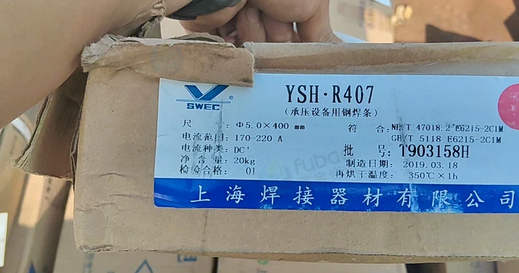 SWEC
YSH·R407
(承压设备用钢焊条)
尺 寸: Φ5.0×400 mm
符 合: NB/T 47018.2 E6215-2C1M
电流范围: 170-220 A
GB/T 5118 E6215-2C1M
电流种类: DC⁺
批 号: T903158H
净 含 量: 20kg
制造日期: 2019.03.18
检验合格: 01
再烘干温度: 350℃×1h
上海焊接器材有限公司